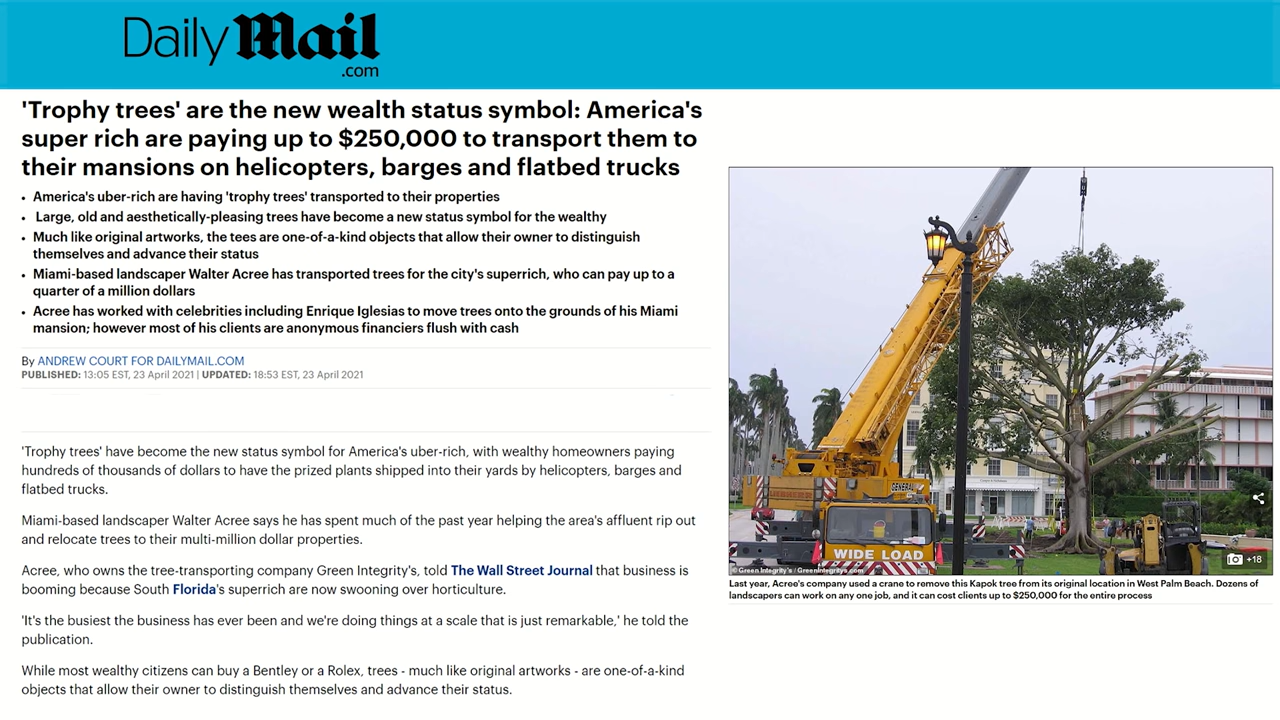 Daily Mail
.com
'Trophy trees' are the new wealth status symbol: America's
super rich are paying up to $250,000 to transport them to
their mansions on helicopters, barges and flatbed trucks
• America's uber-rich are having 'trophy trees' transported to their properties
• Large, old and aesthetically-pleasing trees have become a new status symbol for the wealthy
• Much like original artworks, the tees are one-of-a-kind objects that allow their owner to distinguish
themselves and advance their status
• Miami-based landscaper Walter Acree has transported trees for the city's superrich, who can pay up to a
quarter of a million dollars
• Acree has worked with celebrities including Enrique Iglesias to move trees onto the grounds of his Miami
mansion; however most of his clients are anonymous financiers flush with cash
By ANDREW COURT FOR DAILYMAIL.COM
PUBLISHED: 13:05 EST, 23 April 2021 | UPDATED: 18:53 EST, 23 April 2021
'Trophy trees' have become the new status symbol for America's uber-rich, with wealthy homeowners paying
hundreds of thousands of dollars to have the prized plants shipped into their yards by helicopters, barges and
flatbed trucks.
Miami-based landscaper Walter Acree says he has spent much of the past year helping the area's affluent rip out
and relocate trees to their multi-million dollar properties.
Acree, who owns the tree-transporting company Green Integrity's, told The Wall Street Journal that business is
booming because South Florida's superrich are now swooning over horticulture.
'It's the busiest the business has ever been and we're doing things at a scale that is just remarkable,' he told the
publication.
While most wealthy citizens can buy a Bentley or a Rolex, trees - much like original artworks - are one-of-a-kind
objects that allow their owner to distinguish themselves and advance their status.
GENERAL
LIEBHERR
WIDE LOAD
© Green Integrity's / GreenIntegritys.com
+18
Last year, Acree's company used a crane to remove this Kapok tree from its original location in West Palm Beach. Dozens of
landscapers can work on any one job, and it can cost clients up to $250,000 for the entire process